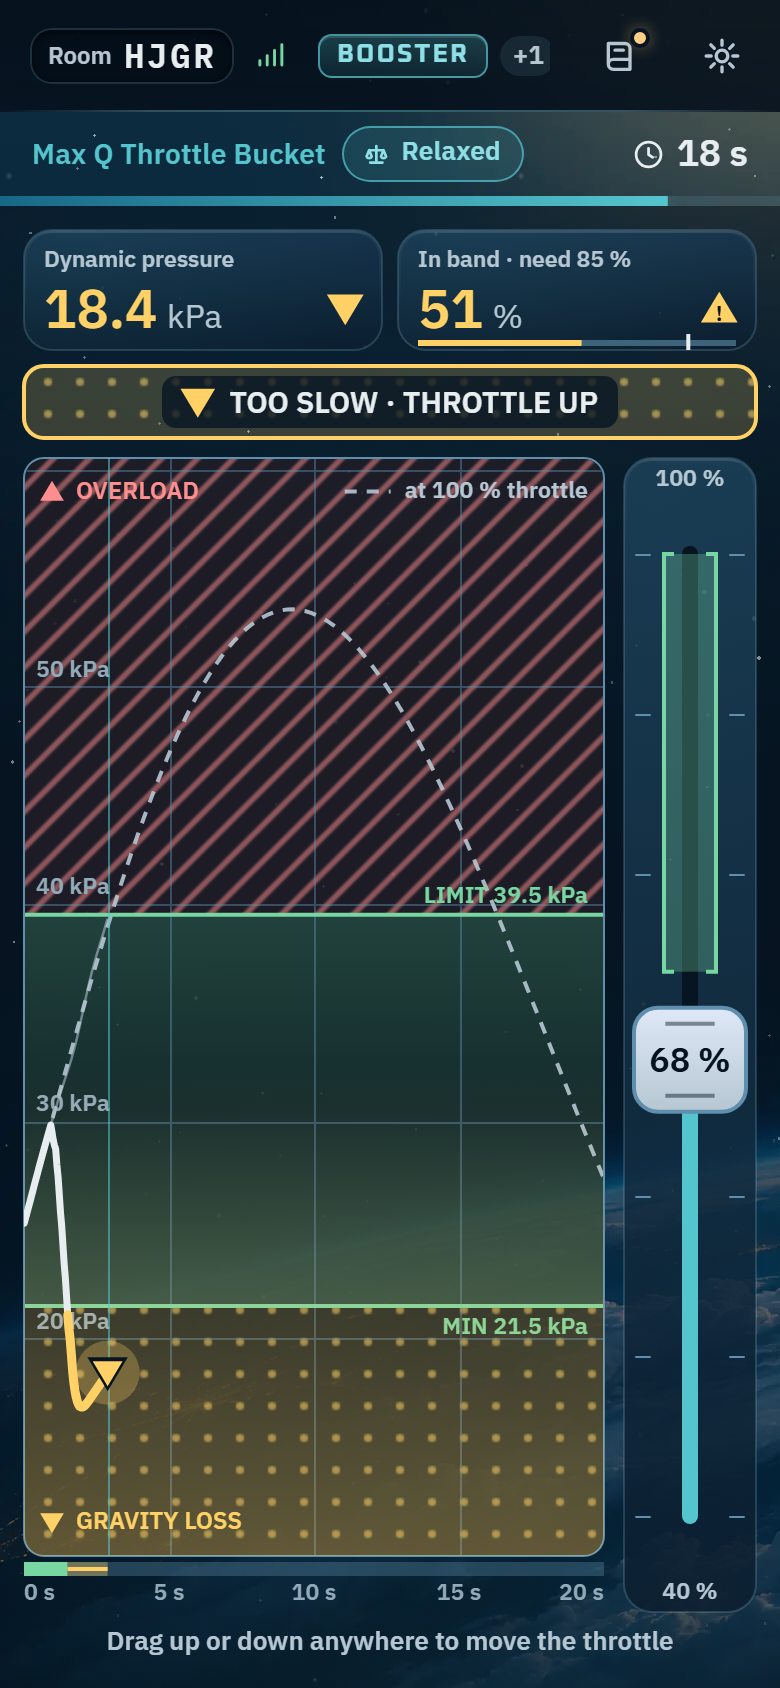 Room HJGR BOOSTER +1
Max Q Throttle Bucket Relaxed 18 s
Dynamic pressure
18.4 kPa
In band · need 85 %
51 %
TOO SLOW · THROTTLE UP
OVERLOAD
at 100 % throttle
50 kPa
40 kPa
LIMIT 39.5 kPa
30 kPa
20 kPa
MIN 21.5 kPa
GRAVITY LOSS
0 s 5 s 10 s 15 s 20 s
100 %
68 %
40 %
Drag up or down anywhere to move the throttle